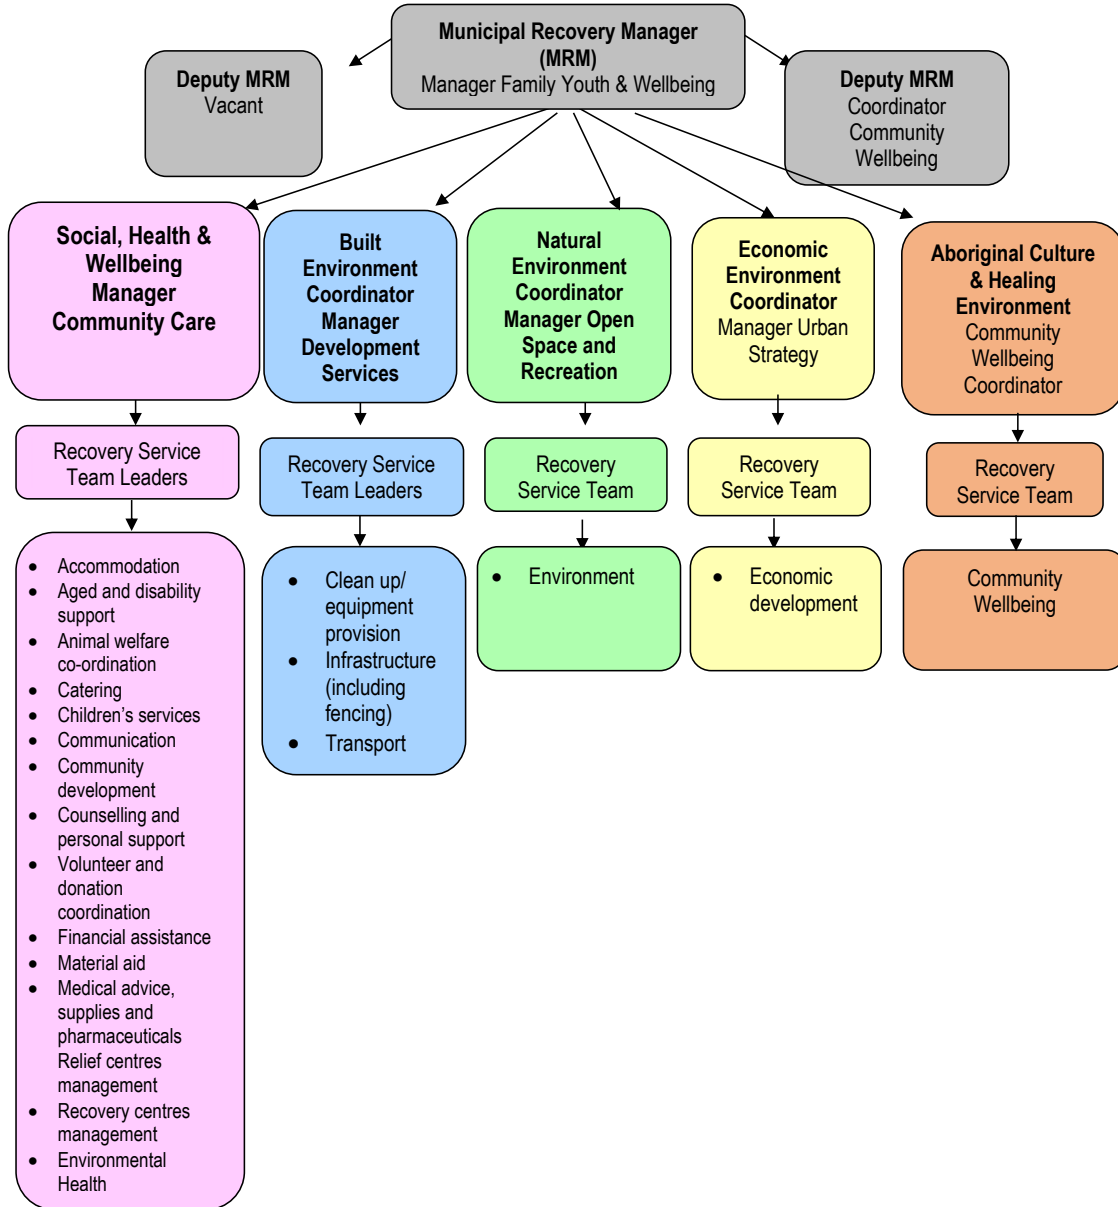 Municipal Recovery Manager
(MRM)
Manager Family Youth & Wellbeing
Deputy MRM
Vacant
Deputy MRM
Coordinator
Community
Wellbeing
Social, Health &
Wellbeing
Manager
Community Care
Built
Environment
Coordinator
Manager
Development
Services
Natural
Environment
Coordinator
Manager Open
Space and
Recreation
Economic
Environment
Coordinator
Manager Urban
Strategy
Aboriginal Culture
& Healing
Environment
Community
Wellbeing
Coordinator
Recovery Service
Team Leaders
Recovery Service
Team Leaders
Recovery
Service Team
Recovery
Service Team
Recovery
Service Team
• Accommodation
• Aged and disability
support
• Animal welfare
co-ordination
• Catering
• Children's services
• Communication
• Community
development
• Counselling and
personal support
• Volunteer and
donation
coordination
• Financial assistance
• Material aid
• Medical advice,
supplies and
pharmaceuticals
Relief centres
management
• Recovery centres
management
• Environmental
Health
• Clean up/
equipment
provision
• Infrastructure
(including
fencing)
• Transport
• Environment
• Economic
development
Community
Wellbeing